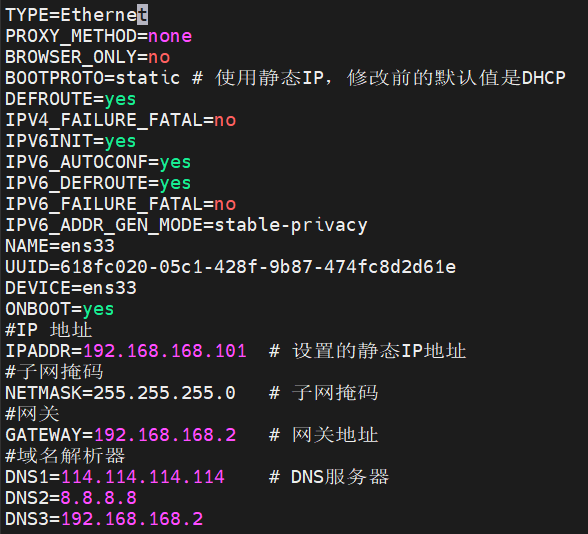 TYPE=Ethernet
PROXY_METHOD=none
BROWSER_ONLY=no
BOOTPROTO=static # 使用静态IP，修改前的默认值是DHCP
DEFROUTE=yes
IPV4_FAILURE_FATAL=no
IPV6INIT=yes
IPV6_AUTOCONF=yes
IPV6_DEFROUTE=yes
IPV6_FAILURE_FATAL=no
IPV6_ADDR_GEN_MODE=stable-privacy
NAME=ens33
UUID=618fc020-05c1-428f-9b87-474fc8d2d61e
DEVICE=ens33
ONBOOT=yes
#IP 地址
IPADDR=192.168.168.101  # 设置的静态IP地址
#子网掩码
NETMASK=255.255.255.0   # 子网掩码
#网关
GATEWAY=192.168.168.2   # 网关地址
#域名解析器
DNS1=114.114.114.114    # DNS服务器
DNS2=8.8.8.8
DNS3=192.168.168.2